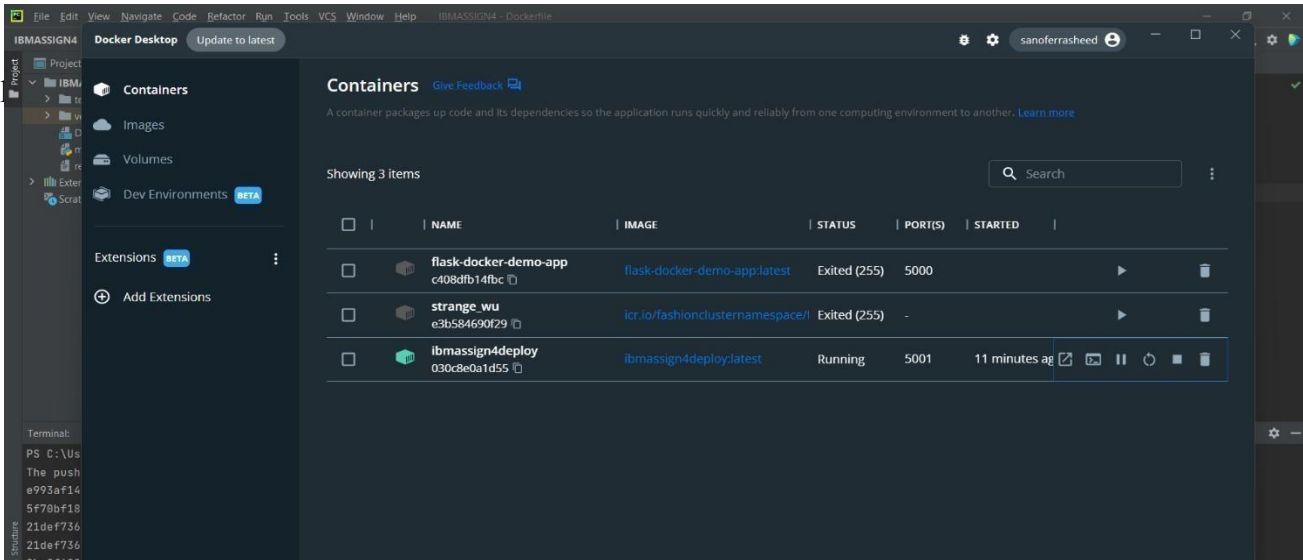 File Edit View Navigate Code Refactor Run Tools VCS Window Help IBMASSIGN4 - Dockerfile
IBMASSIGN4
Docker Desktop Update to latest sanoferrasheed
Project
Project
IBMA
Exter
Scrat
Containers
Images
Volumes
Dev Environments BETA
Extensions BETA
Add Extensions
Containers Give Feedback
A container packages up code and its dependencies so the application runs quickly and reliably from one computing environment to another. Learn more
Showing 3 items
Search
NAME IMAGE STATUS PORT(S) STARTED
flask-docker-demo-app flask-docker-demo-app:latest Exited (255) 5000
c408dfb14fbc
strange_wu icr.io/fashionclusternamespace/ Exited (255) -
e3b584690f29
ibmassign4deploy ibmassign4deploy:latest Running 5001 11 minutes ag
030c8e0a1d55
Terminal:
PS C:\Us
The push
e993af14
5f70bf18
21def736
21def736
Structure